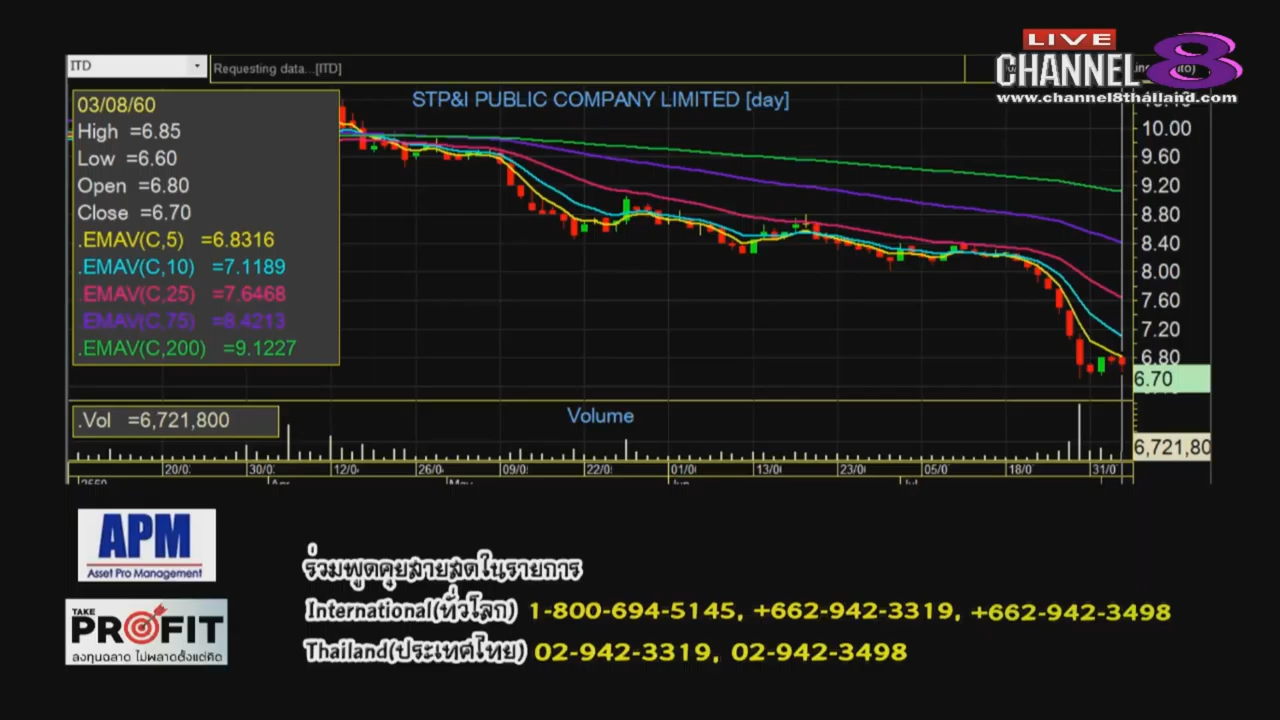 LIVE
CHANNEL 8
www.channel8thailand.com
ITD
Requesting data...[ITD]
STP&I PUBLIC COMPANY LIMITED [day]
03/08/60
High =6.85
Low =6.60
Open =6.80
Close =6.70
.EMAV(C,5) =6.8316
.EMAV(C,10) =7.1189
.EMAV(C,25) =7.6468
.EMAV(C,75) =8.4213
.EMAV(C,200) =9.1227
10.00
9.60
9.20
8.80
8.40
8.00
7.60
7.20
6.80
6.70
.Vol =6,721,800
Volume
6,721,80
20/0 30/0 12/0 26/0 09/0 22/0 01/0 13/0 23/0 05/0 18/0 31/0
APM
Asset Pro Management
TAKE
PROFIT
ลงทุนฉลาด ไม่พลาดตั้งแต่คิด
ร่วมพูดคุยสายสดในรายการ
International(ทั่วโลก) 1-800-694-5145, +662-942-3319, +662-942-3498
Thailand(ประเทศไทย) 02-942-3319, 02-942-3498